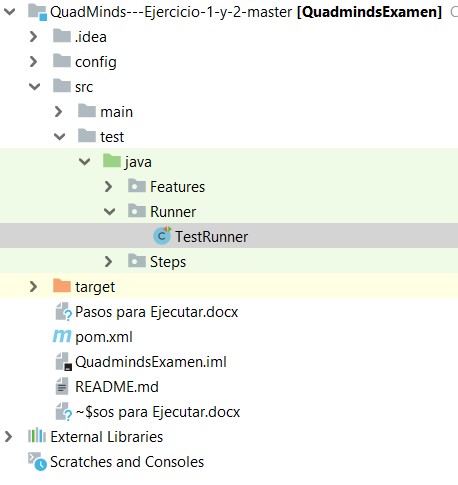 QuadMinds---Ejercicio-1-y-2-master [QuadmindsExamen]
.idea
config
src
main
test
java
Features
Runner
TestRunner
Steps
target
Pasos para Ejecutar.docx
pom.xml
QuadmindsExamen.iml
README.md
~$sos para Ejecutar.docx
External Libraries
Scratches and Consoles